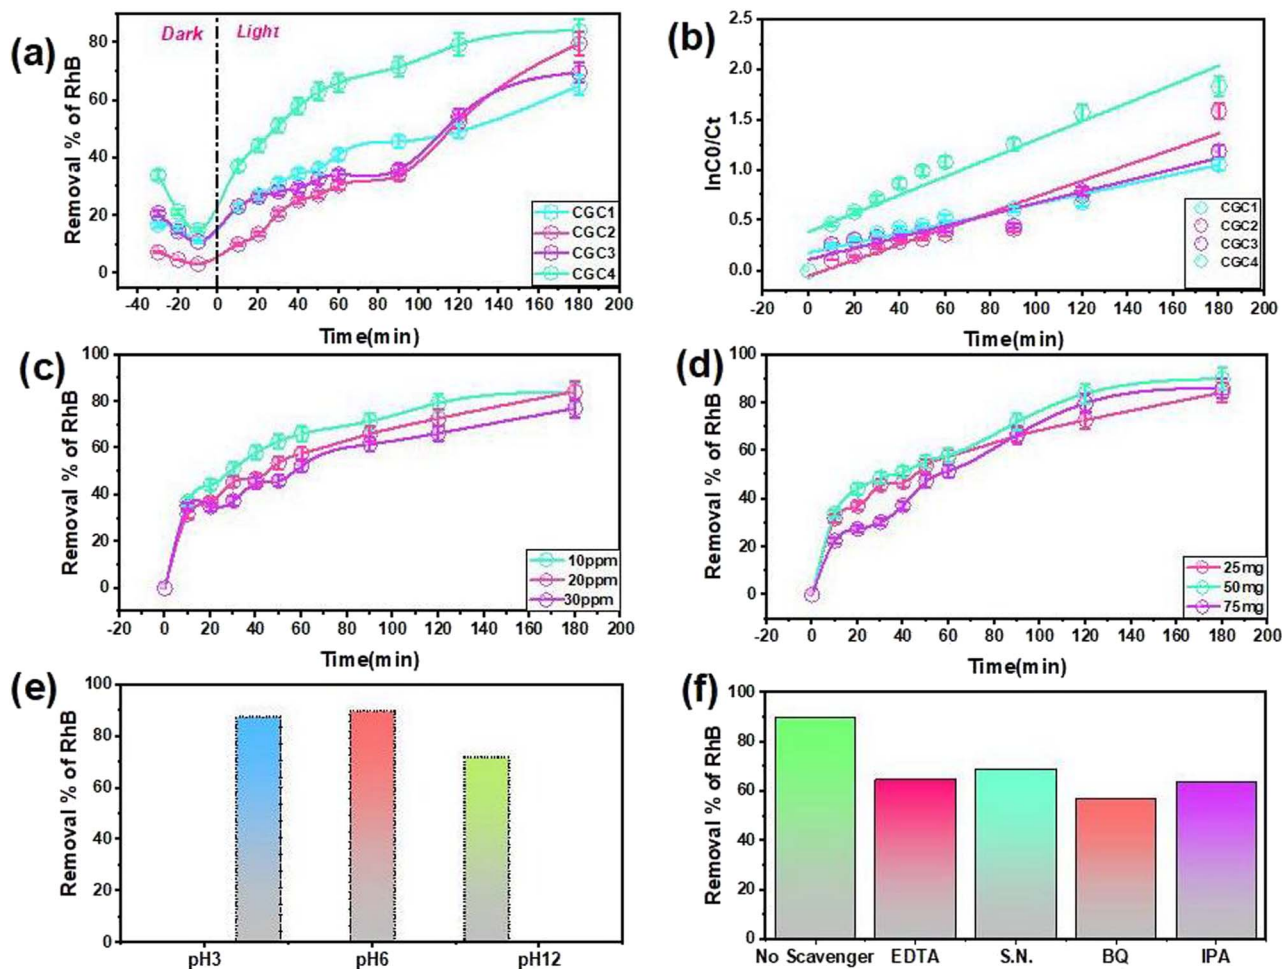 (a)
Dark
Light
Removal % of RhB
80
60
40
20
0
-40 -20 0 20 40 60 80 100 120 140 160 180 200
Time(min)
CGC1
CGC2
CGC3
CGC4
(b)
lnC0/Ct
2.5
2.0
1.5
1.0
0.5
0.0
-20 0 20 40 60 80 100 120 140 160 180 200
Time(min)
CGC1
CGC2
CGC3
CGC4
(c)
Removal % of RhB
100
80
60
40
20
0
-20 0 20 40 60 80 100 120 140 160 180 200
Time(min)
10ppm
20ppm
30ppm
(d)
Removal % of RhB
100
80
60
40
20
0
-20 0 20 40 60 80 100 120 140 160 180 200
Time(min)
25mg
50mg
75mg
(e)
Removal % of RhB
100
80
60
40
20
0
pH3 pH6 pH12
(f)
Removal % of RhB
100
80
60
40
20
0
No Scavenger EDTA S.N. BQ IPA